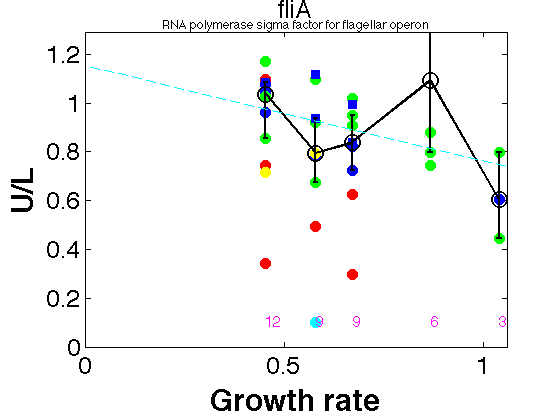 fliA
RNA polymerase sigma factor for flagellar operon
U/L
1.2
1
0.8
0.6
0.4
0.2
0
12 9 9 6 3
0 0.5 1
Growth rate